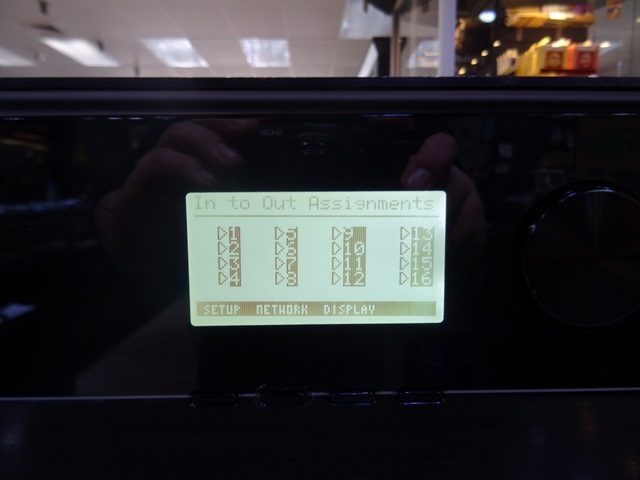 In to Out Assignments
▷1 ▷5 ▷9 ▷13
▷2 ▷6 ▷10 ▷14
▷3 ▷7 ▷11 ▷15
▷4 ▷8 ▷12 ▷16
SETUP NETWORK DISPLAY